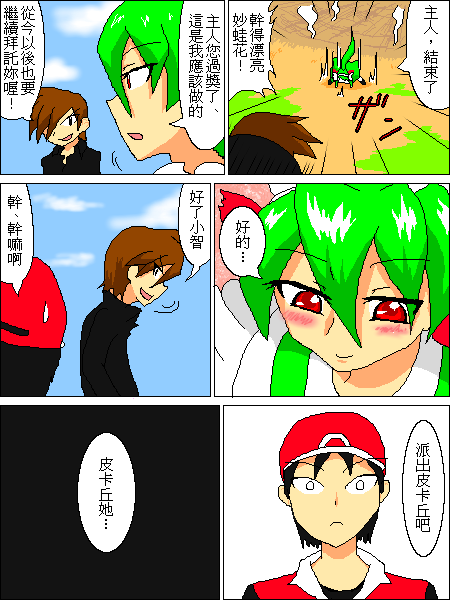 主人，結束了
幹得漂亮
妙蛙花！
ザン
主人您過獎了、
這是我應該做的
從今以後也要
繼續拜託妳喔！
好的…
好了小智
幹、幹嘛啊
派出皮卡丘吧
皮卡丘她…